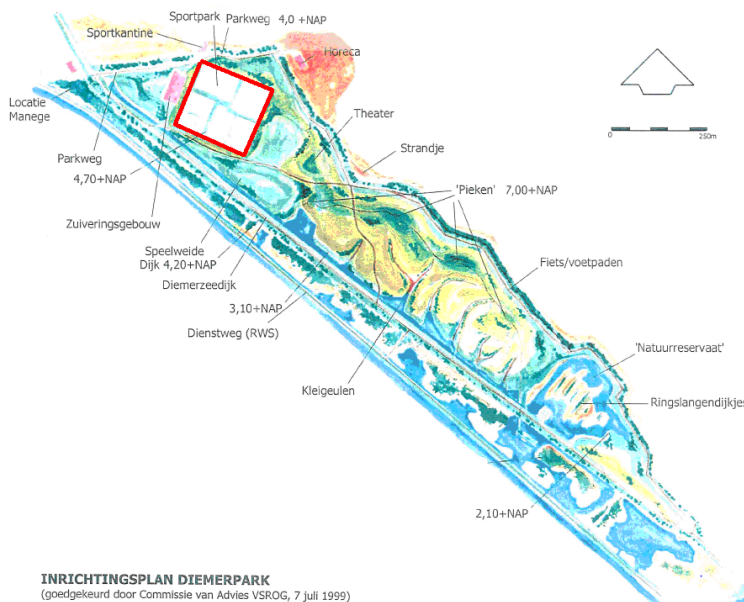 Sportpark
Parkweg 4,0 +NAP
Sportkantine
Horeca
Locatie
Manege
Theater
250m
Strandje
Parkweg
4,70+NAP
'Pieken' 7,00+NAP
Zuiveringsgebouw
Speelweide
Dijk 4,20+NAP
Fiets/voetpaden
Diemerzeedijk
3,10+NAP
Dienstweg (RWS)
'Natuurreservaat'
Kleigeulen
Ringslangendijkjes
2,10+NAP
INRICHTINGSPLAN DIEMERPARK
(goedgekeurd door Commissie van Advies VSROG, 7 juli 1999)